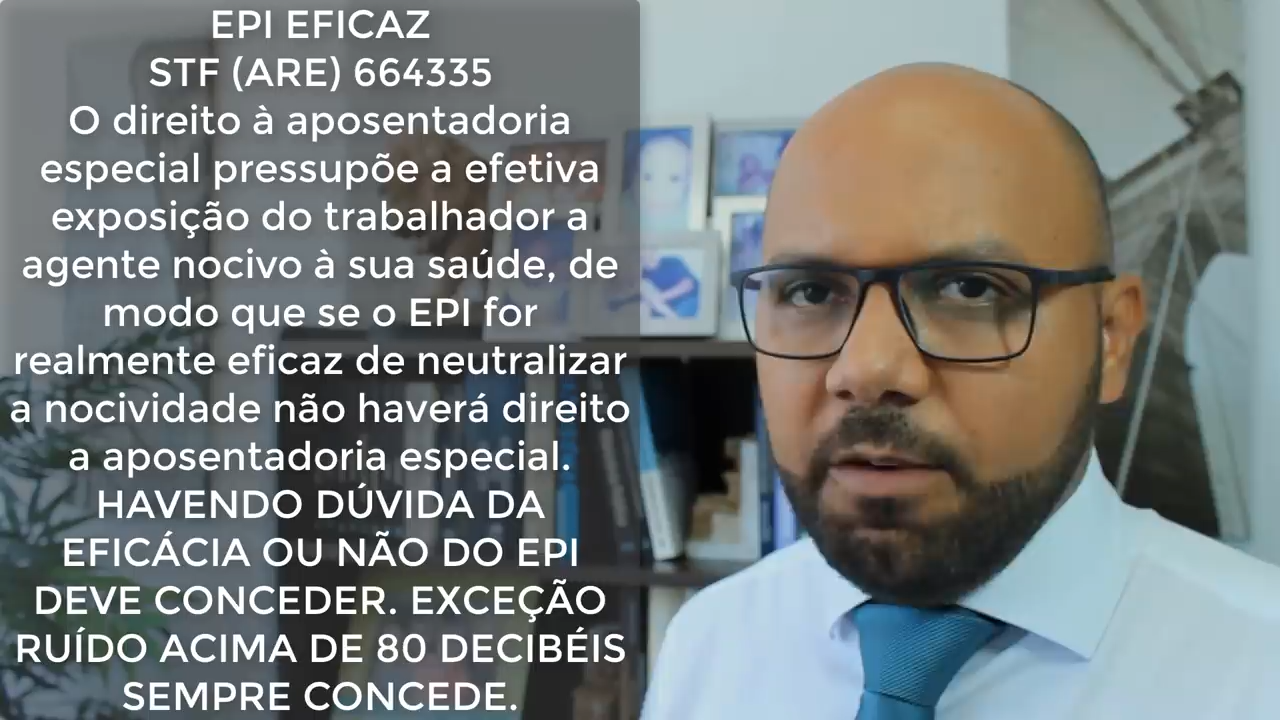 EPI EFICAZ
STF (ARE) 664335
O direito à aposentadoria
especial pressupõe a efetiva
exposição do trabalhador a
agente nocivo à sua saúde, de
modo que se o EPI for
realmente eficaz de neutralizar
a nocividade não haverá direito
a aposentadoria especial.
HAVENDO DÚVIDA DA
EFICÁCIA OU NÃO DO EPI
DEVE CONCEDER. EXCEÇÃO
RUÍDO ACIMA DE 80 DECIBÉIS
SEMPRE CONCEDE.